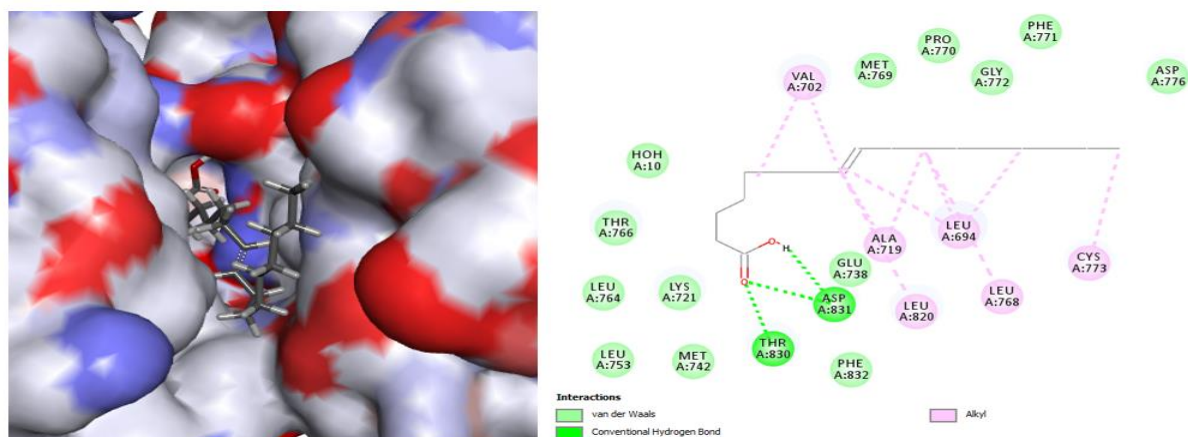 PHE
A:771
PRO
A:770
MET
A:769
GLY
A:772
ASP
A:776
VAL
A:702
HOH
A:10
THR
A:766
LEU
A:764
LYS
A:721
LEU
A:753
MET
A:742
O
H
O
GLU
A:738
ASP
A:831
THR
A:830
PHE
A:832
ALA
A:719
LEU
A:694
LEU
A:820
LEU
A:768
CYS
A:773
Interactions
van der Waals
Conventional Hydrogen Bond
Alkyl